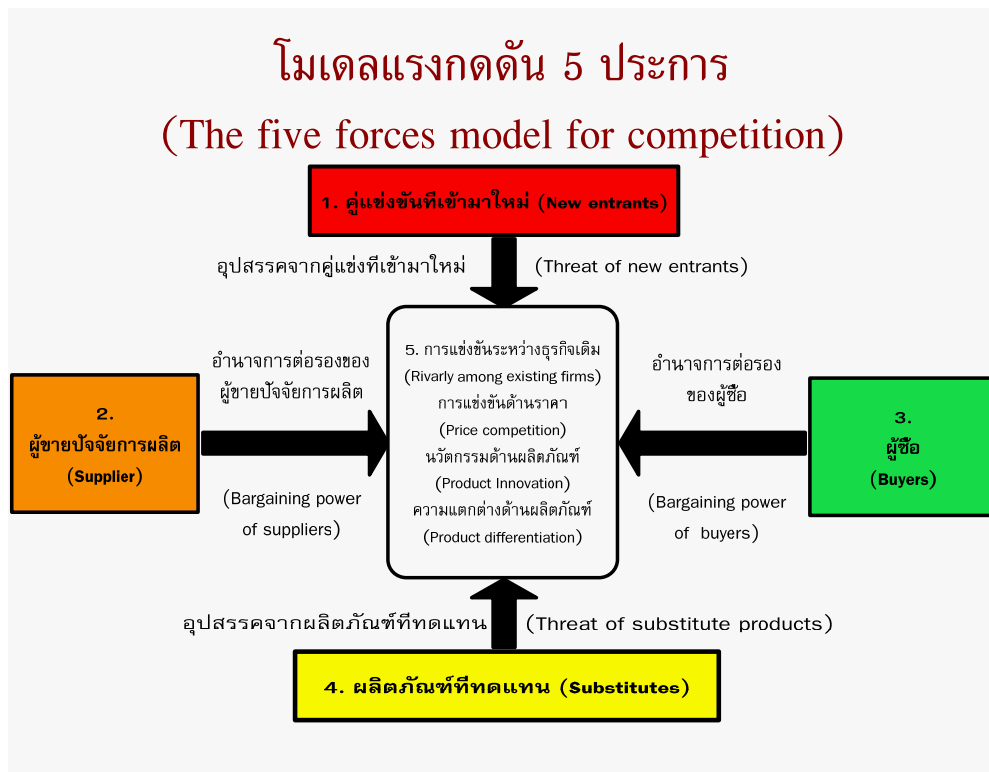 โมเดลแรงกดดัน 5 ประการ
(The five forces model for competition)
1. คู่แข่งขันที่เข้ามาใหม่ (New entrants)
อุปสรรคจากคู่แข่งที่เข้ามาใหม่
(Threat of new entrants)
อำนาจการต่อรองของ
ผู้ขายปัจจัยการผลิต
2.
ผู้ขายปัจจัยการผลิต
(Supplier)
(Bargaining power
of suppliers)
5. การแข่งขันระหว่างธุรกิจเดิม
(Rivarly among existing firms)
การแข่งขันด้านราคา
(Price competition)
นวัตกรรมด้านผลิตภัณฑ์
(Product Innovation)
ความแตกต่างด้านผลิตภัณฑ์
(Product differentiation)
อำนาจการต่อรอง
ของผู้ซื้อ
3.
ผู้ซื้อ
(Buyers)
(Bargaining power
of buyers)
อุปสรรคจากผลิตภัณฑ์ที่ทดแทน
(Threat of substitute products)
4. ผลิตภัณฑ์ที่ทดแทน (Substitutes)